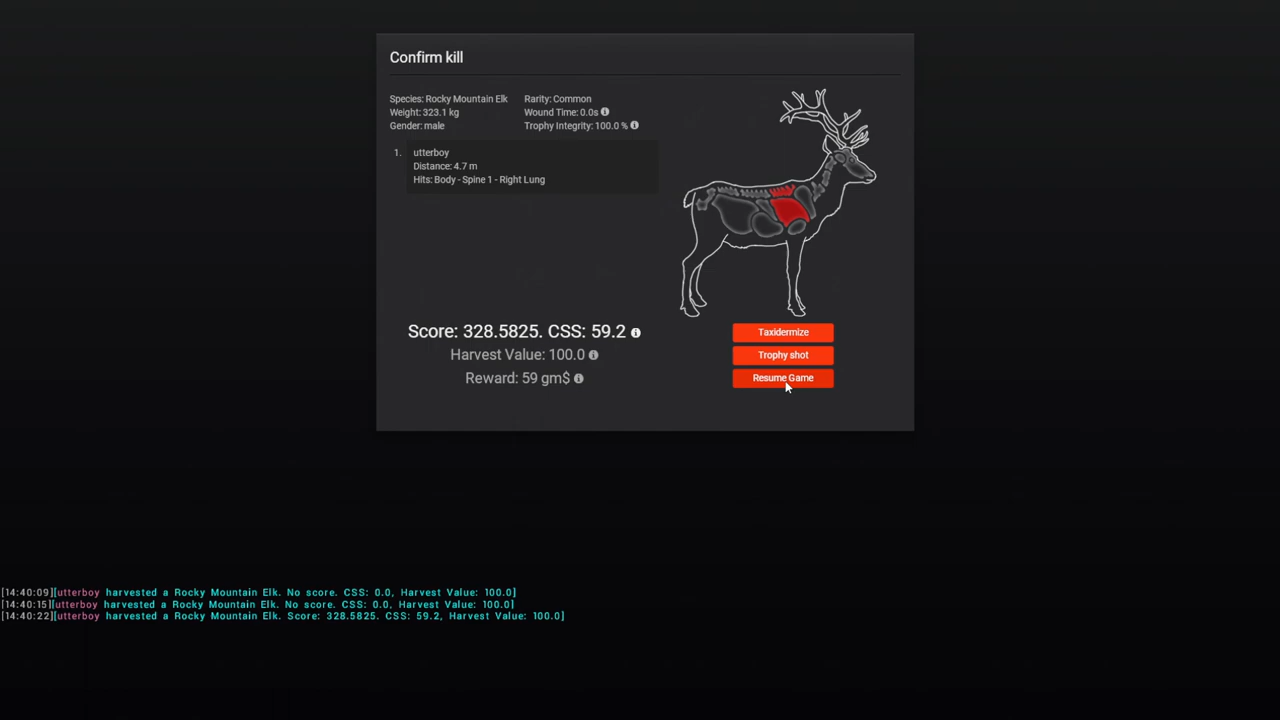 Confirm kill
Species: Rocky Mountain Elk
Rarity: Common
Weight: 323.1 kg
Wound Time: 0.0s
Gender: male
Trophy Integrity: 100.0 %
1.
utterboy
Distance: 4.7 m
Hits: Body - Spine 1 - Right Lung
Score: 328.5825. CSS: 59.2
Harvest Value: 100.0
Reward: 59 gm$
Taxidermize
Trophy shot
Resume Game
[14:40:09][utterboy harvested a Rocky Mountain Elk. No score. CSS: 0.0, Harvest Value: 100.0]
[14:40:15][utterboy harvested a Rocky Mountain Elk. No score. CSS: 0.0, Harvest Value: 100.0]
[14:40:22][utterboy harvested a Rocky Mountain Elk. Score: 328.5825. CSS: 59.2, Harvest Value: 100.0]